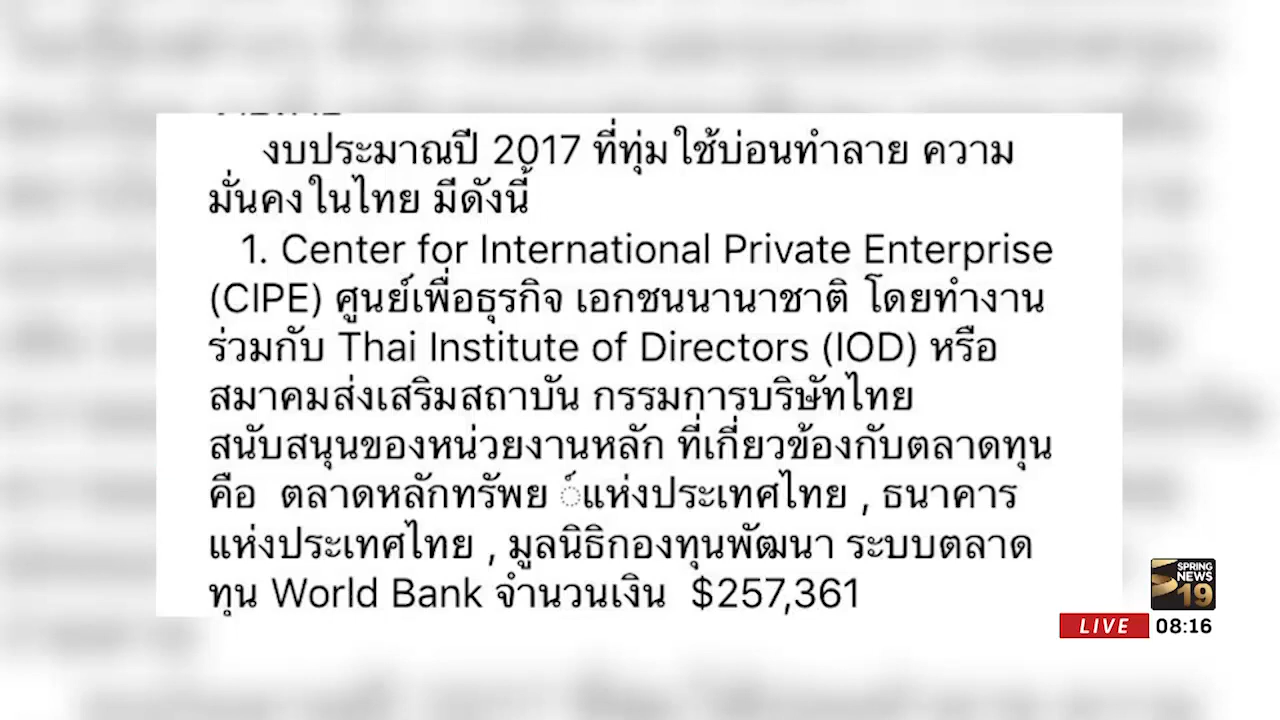 งบประมาณปี 2017 ที่ทุ่มใช้บ่อนทำลาย ความ
มั่นคงในไทย มีดังนี้
1. Center for International Private Enterprise
(CIPE) ศูนย์เพื่อธุรกิจ เอกชนนานาชาติ โดยทำงาน
ร่วมกับ Thai Institute of Directors (IOD) หรือ
สมาคมส่งเสริมสถาบัน กรรมการบริษัทไทย
สนับสนุนของหน่วยงานหลัก ที่เกี่ยวข้องกับตลาดทุน
คือ ตลาดหลักทรัพย ์แห่งประเทศไทย , ธนาคาร
แห่งประเทศไทย , มูลนิธิกองทุนพัฒนา ระบบตลาด
ทุน World Bank จำนวนเงิน $257,361
SPRING
NEWS
19
LIVE 08:16